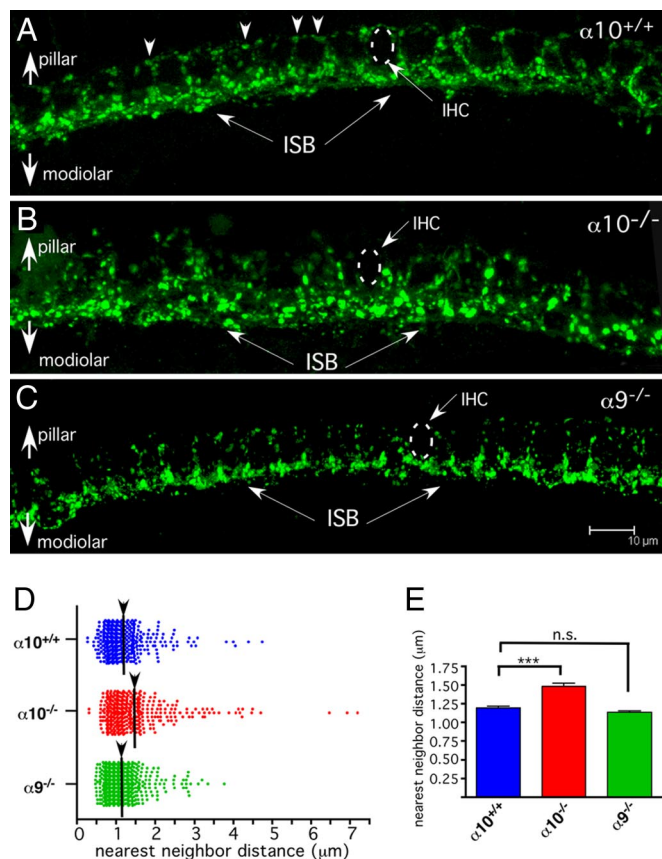 A
α10+/+
pillar
IHC
ISB
modiolar
B
IHC
α10-/-
pillar
ISB
modiolar
C
IHC
α9-/-
pillar
ISB
modiolar
10 µm
D
α10+/+
α10-/-
α9-/-
0 1 2 3 4 5 6 7
nearest neighbor distance (µm)
E
n.s.
***
nearest neighbor distance (µm)
1.75
1.50
1.25
1.00
0.75
0.50
0.25
α10+/+
α10-/-
α9-/-